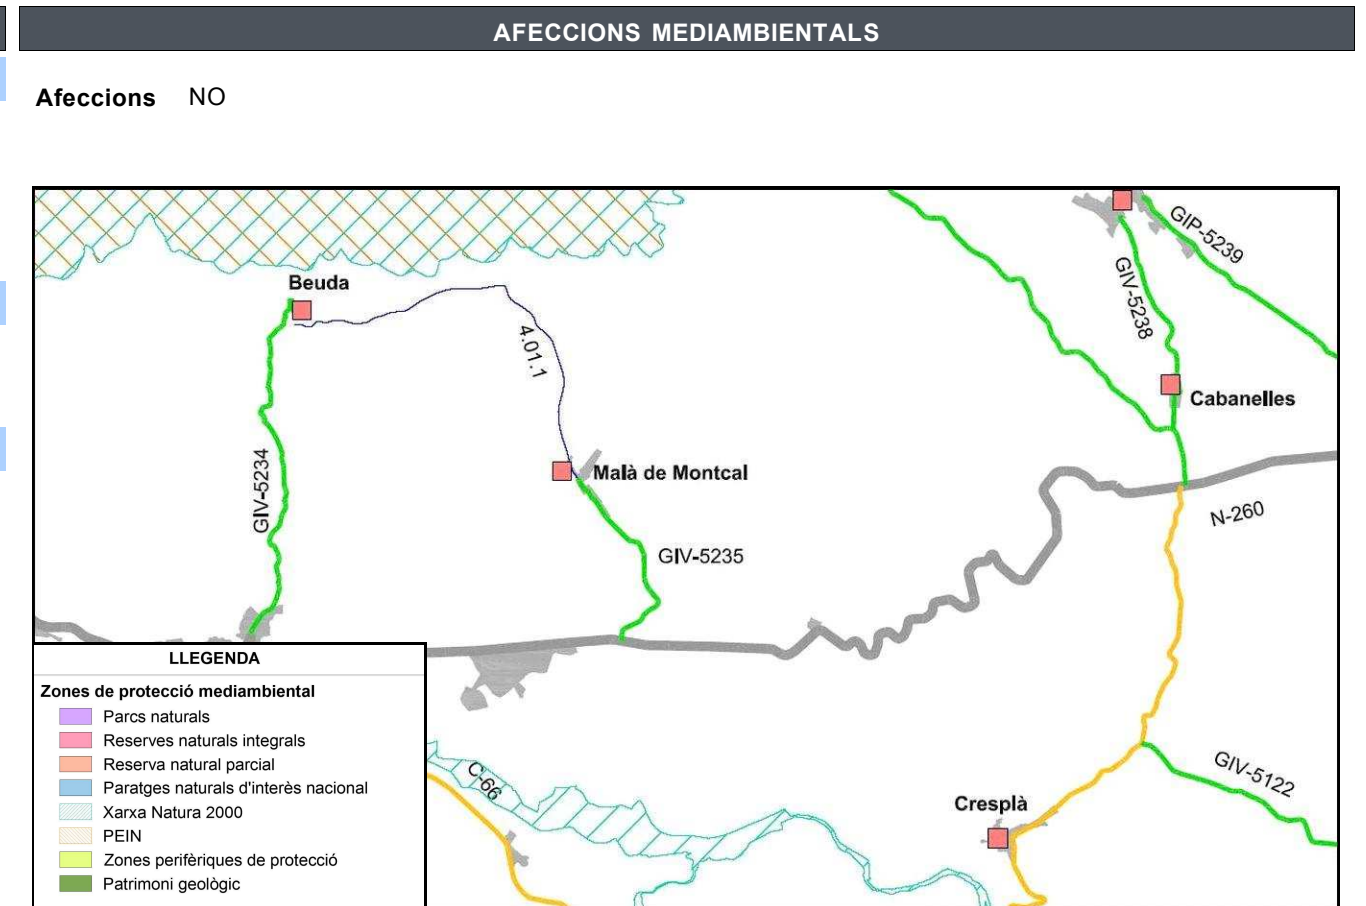 AFECCIONS MEDIAMBIENTALS
Afeccions NO
GIP-5239
Beuda
GIV-5238
4.01.1
Cabanelles
GIV-5234
Malà de Montcal
N-260
GIV-5235
LLEGENDA
Zones de protecció mediambiental
Parcs naturals
Reserves naturals integrals
Reserva natural parcial
Paratges naturals d'interès nacional
Xarxa Natura 2000
PEIN
Zones perifèriques de protecció
Patrimoni geològic
C-66
GIV-5122
Cresplà